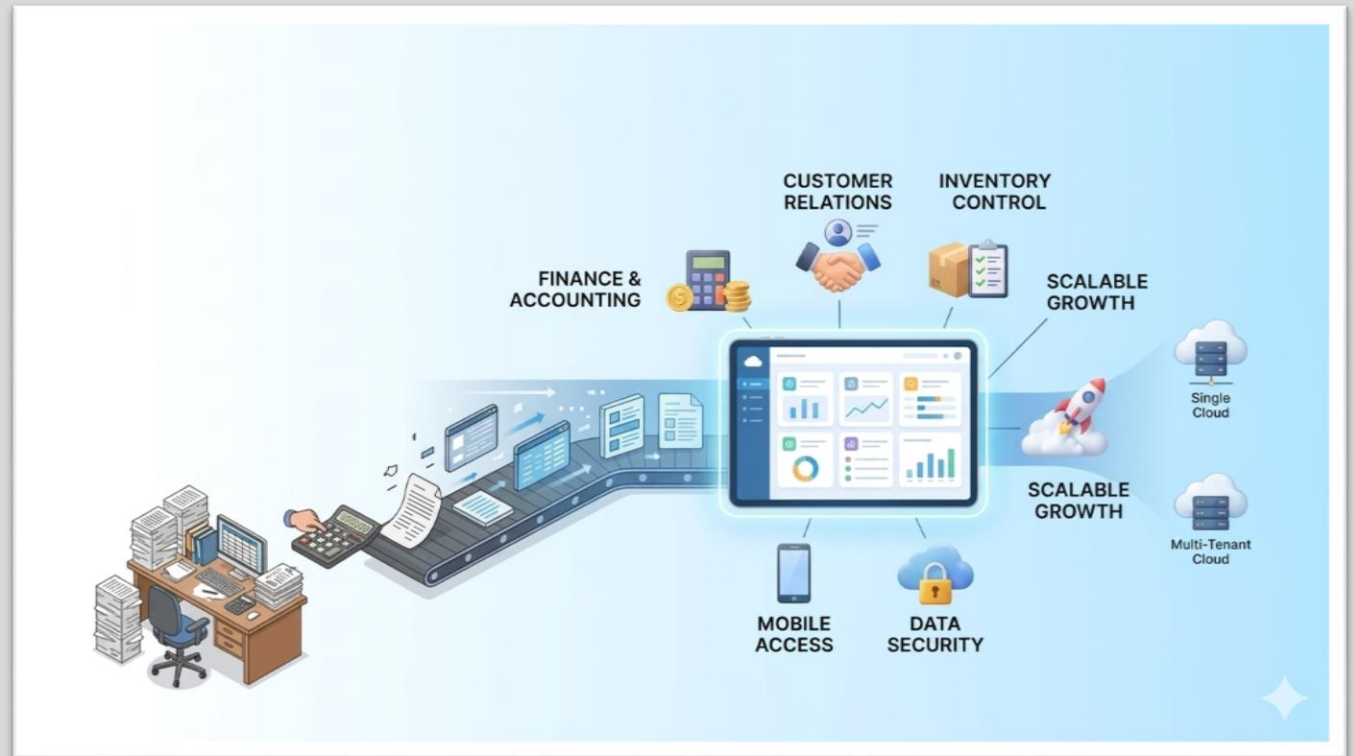 CUSTOMER
RELATIONS
INVENTORY
CONTROL
FINANCE &
ACCOUNTING
SCALABLE
GROWTH
Single
Cloud
SCALABLE
GROWTH
Multi-Tenant
Cloud
MOBILE
ACCESS
DATA
SECURITY